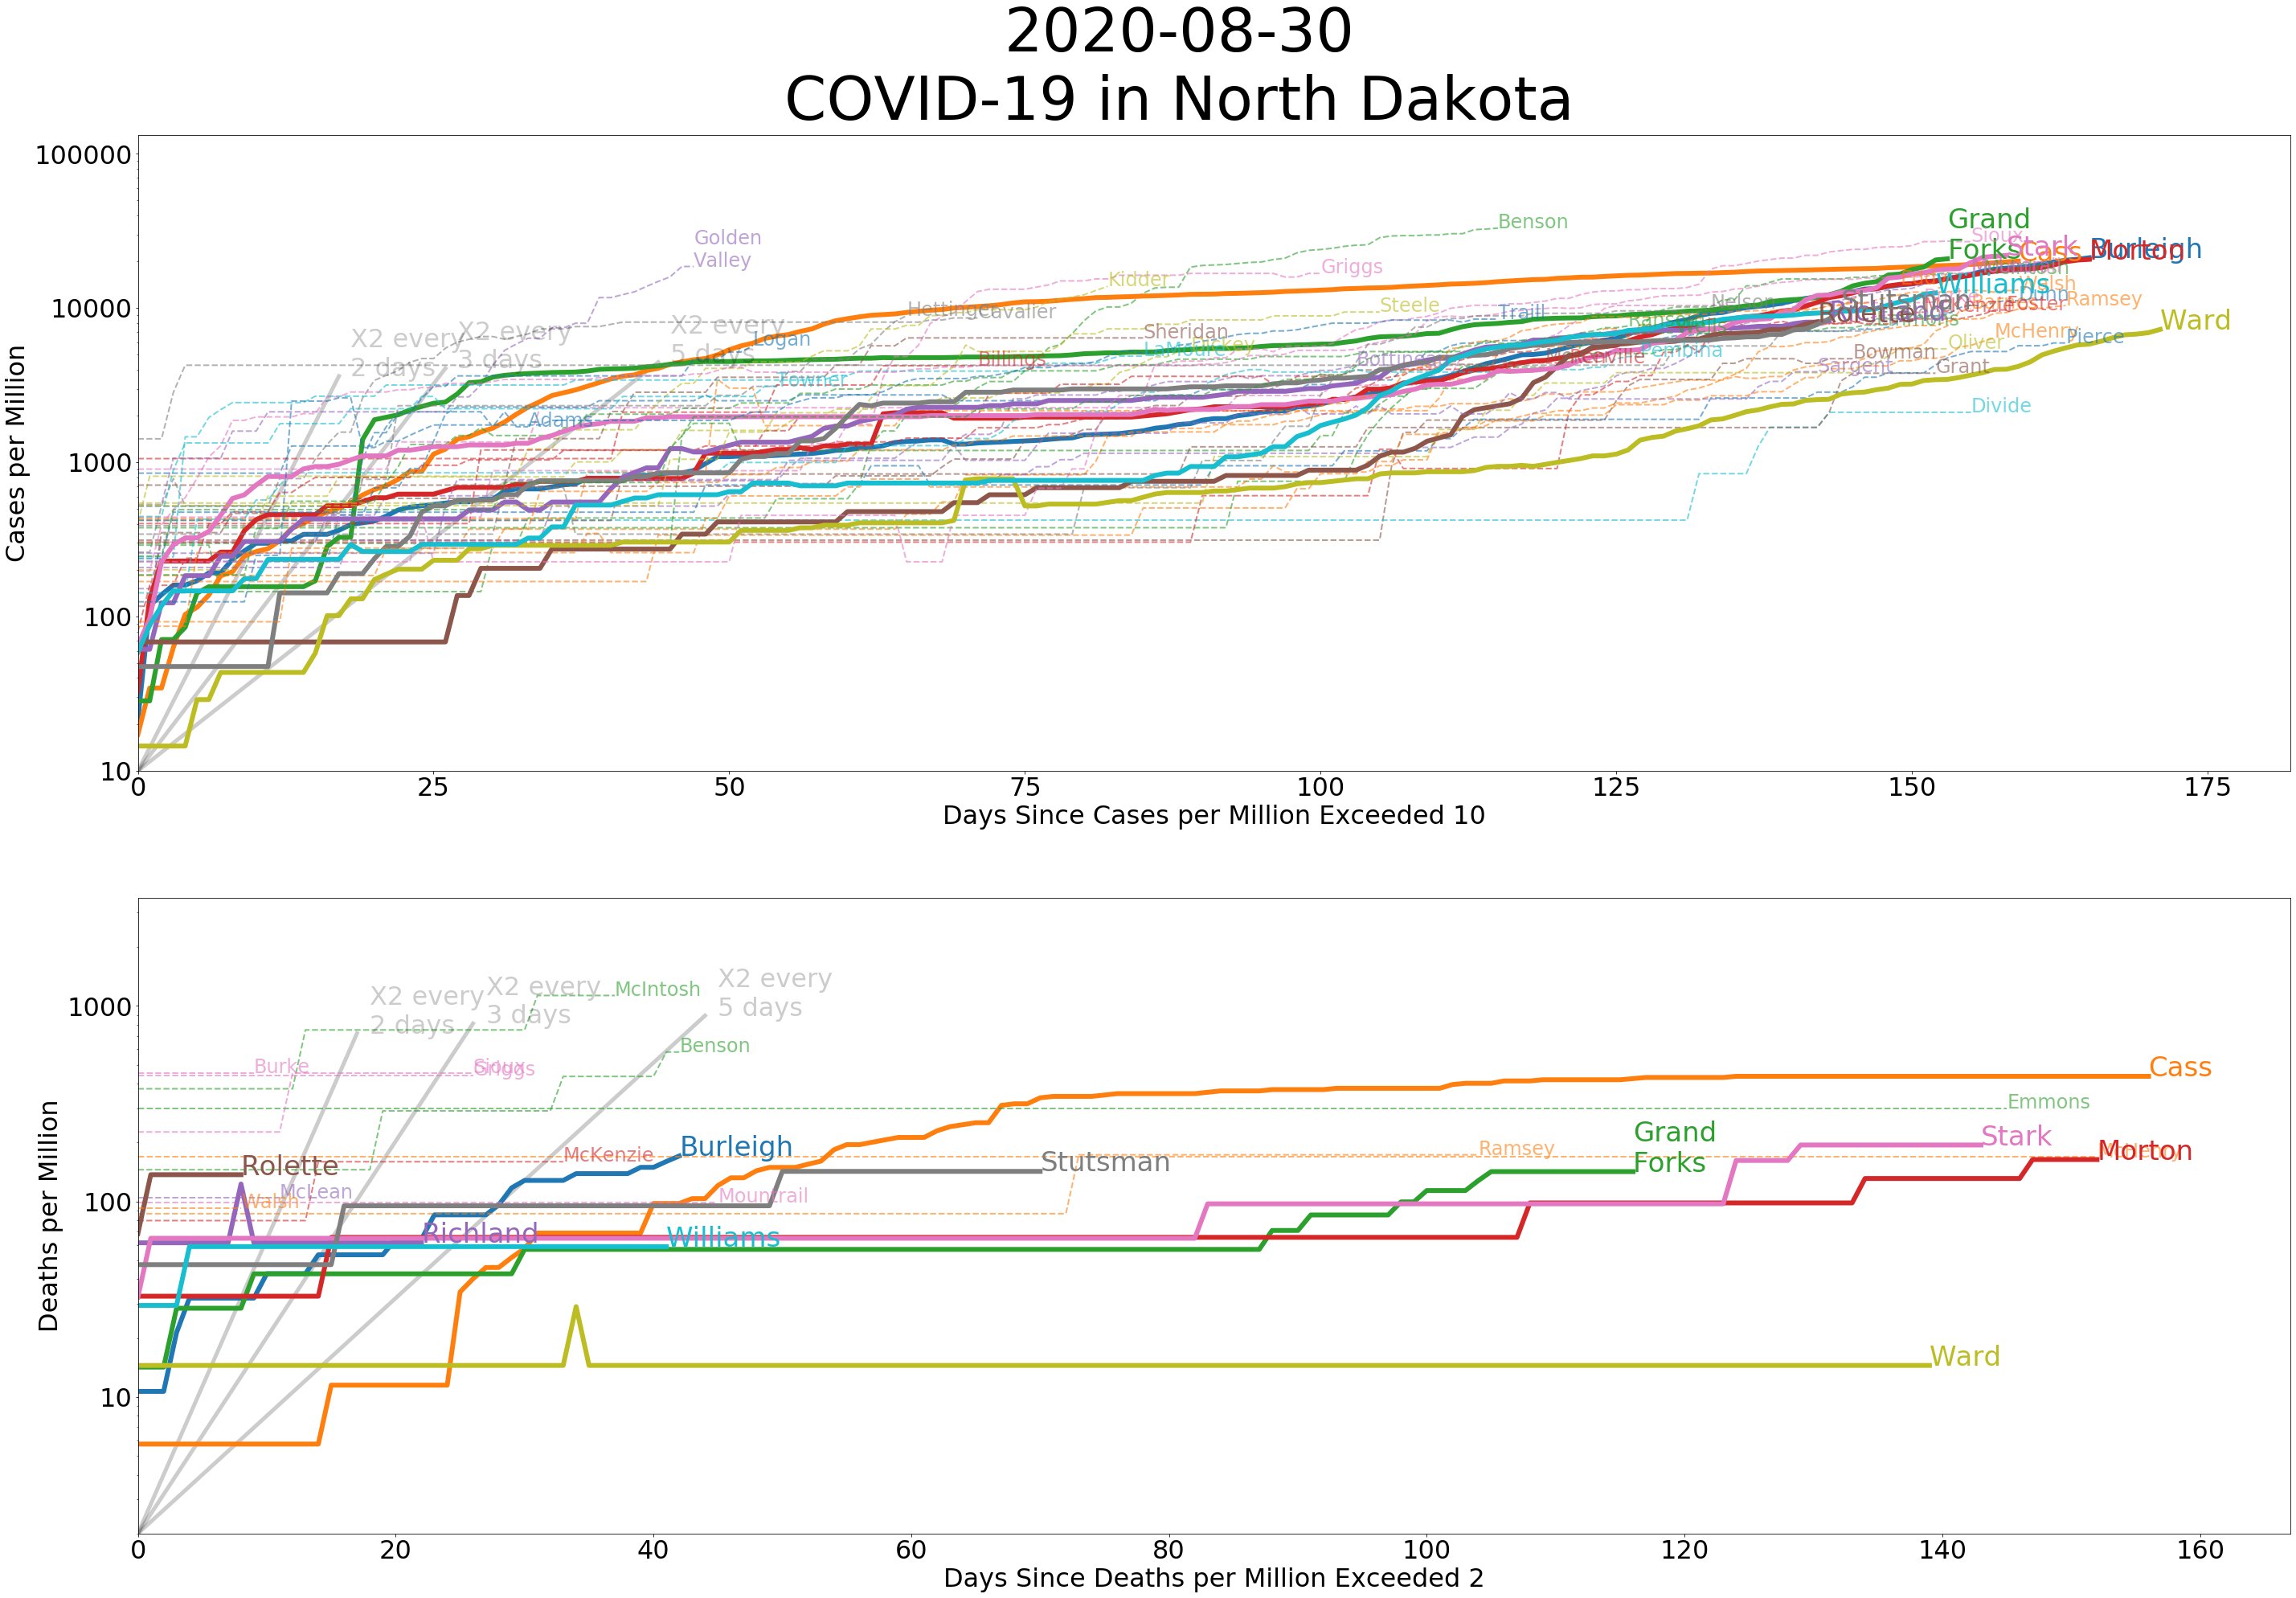 2020-08-30
COVID-19 in North Dakota
100000
10000
1000
100
10
Cases per Million
X2 every
2 days
X2 every
3 days
X2 every
5 days
Golden
Valley
Benson
Grand
Forks
Sioux
Stark
Cass
Morton
Burleigh
Griggs
Kidder
Steele
Hettinger
Cavalier
Nelson
Traill
Williams
Walsh
Dunn
Ramsey
Foster
Stutsman
Rolette
Ward
Logan
Sheridan
LaMoure
Billings
Towner
Adams
Ransom
Pembina
Bowman
Sargent
Grant
Oliver
McHenry
Pierce
Divide
0
25
50
75
100
125
150
175
Days Since Cases per Million Exceeded 10
1000
100
10
Deaths per Million
X2 every
2 days
X2 every
3 days
X2 every
5 days
McIntosh
Benson
Burke
Sioux
Griggs
Cass
Emmons
Grand
Forks
Ramsey
Stark
McHenry
Morton
McKenzie
Burleigh
Stutsman
Rolette
McLean
Walsh
Mountrail
Richland
Williams
Ward
0
20
40
60
80
100
120
140
160
Days Since Deaths per Million Exceeded 2